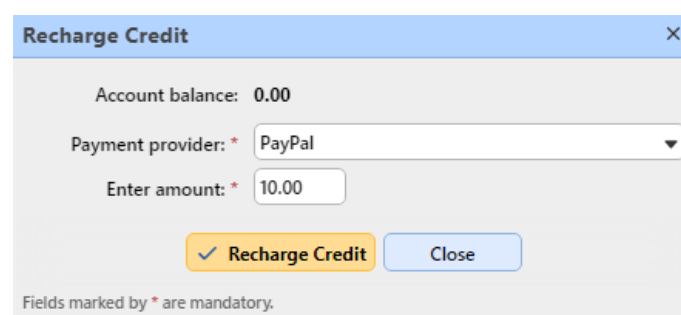 Recharge Credit
Account balance: 0.00
Payment provider: * PayPal
Enter amount: * 10.00
Recharge Credit Close
Fields marked by * are mandatory.